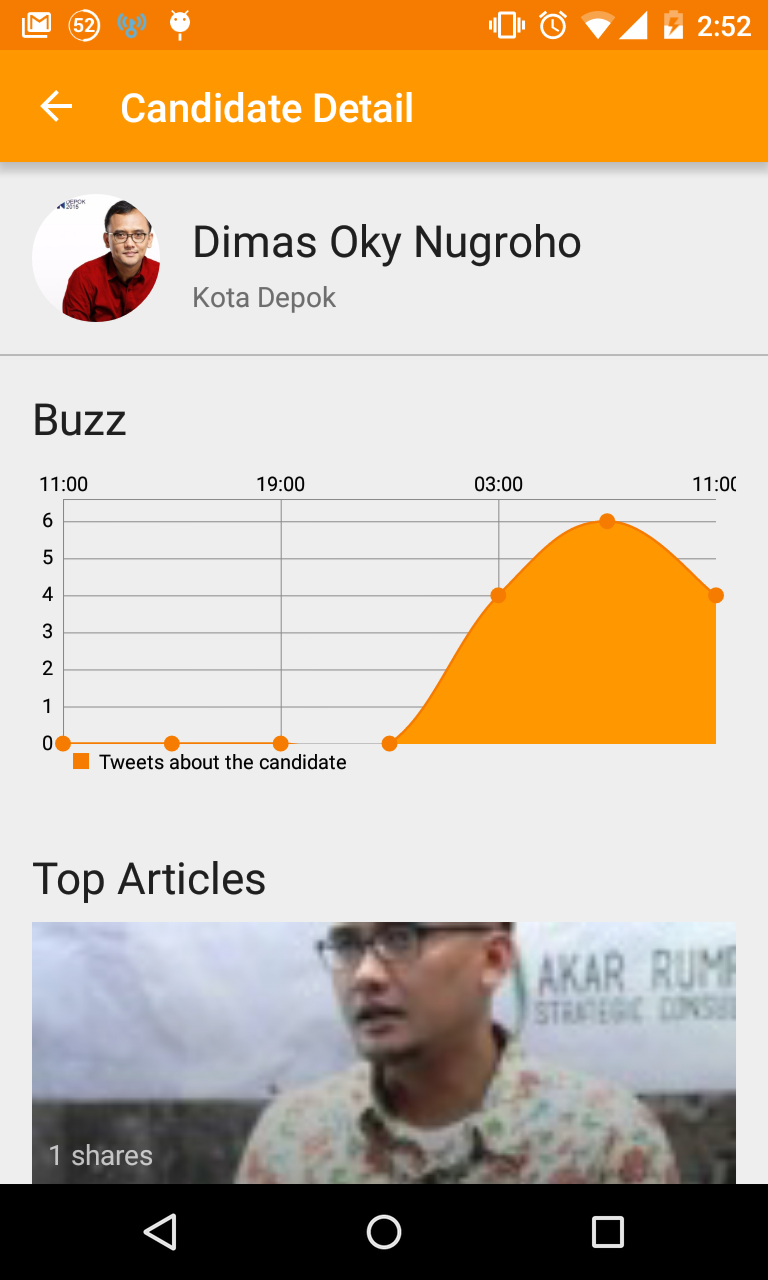 52
2:52
Candidate Detail
DEPOK
2015
Dimas Oky Nugroho
Kota Depok
Buzz
11:00 19:00 03:00 11:00
6
5
4
3
2
1
0
Tweets about the candidate
Top Articles
AKAR RUMP
STRATEGIC CONSU
1 shares